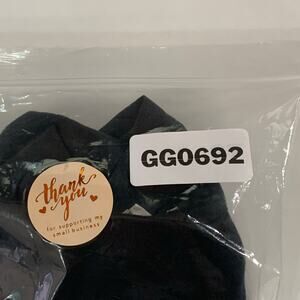 GG0692
thank
you
for supporting my
small business